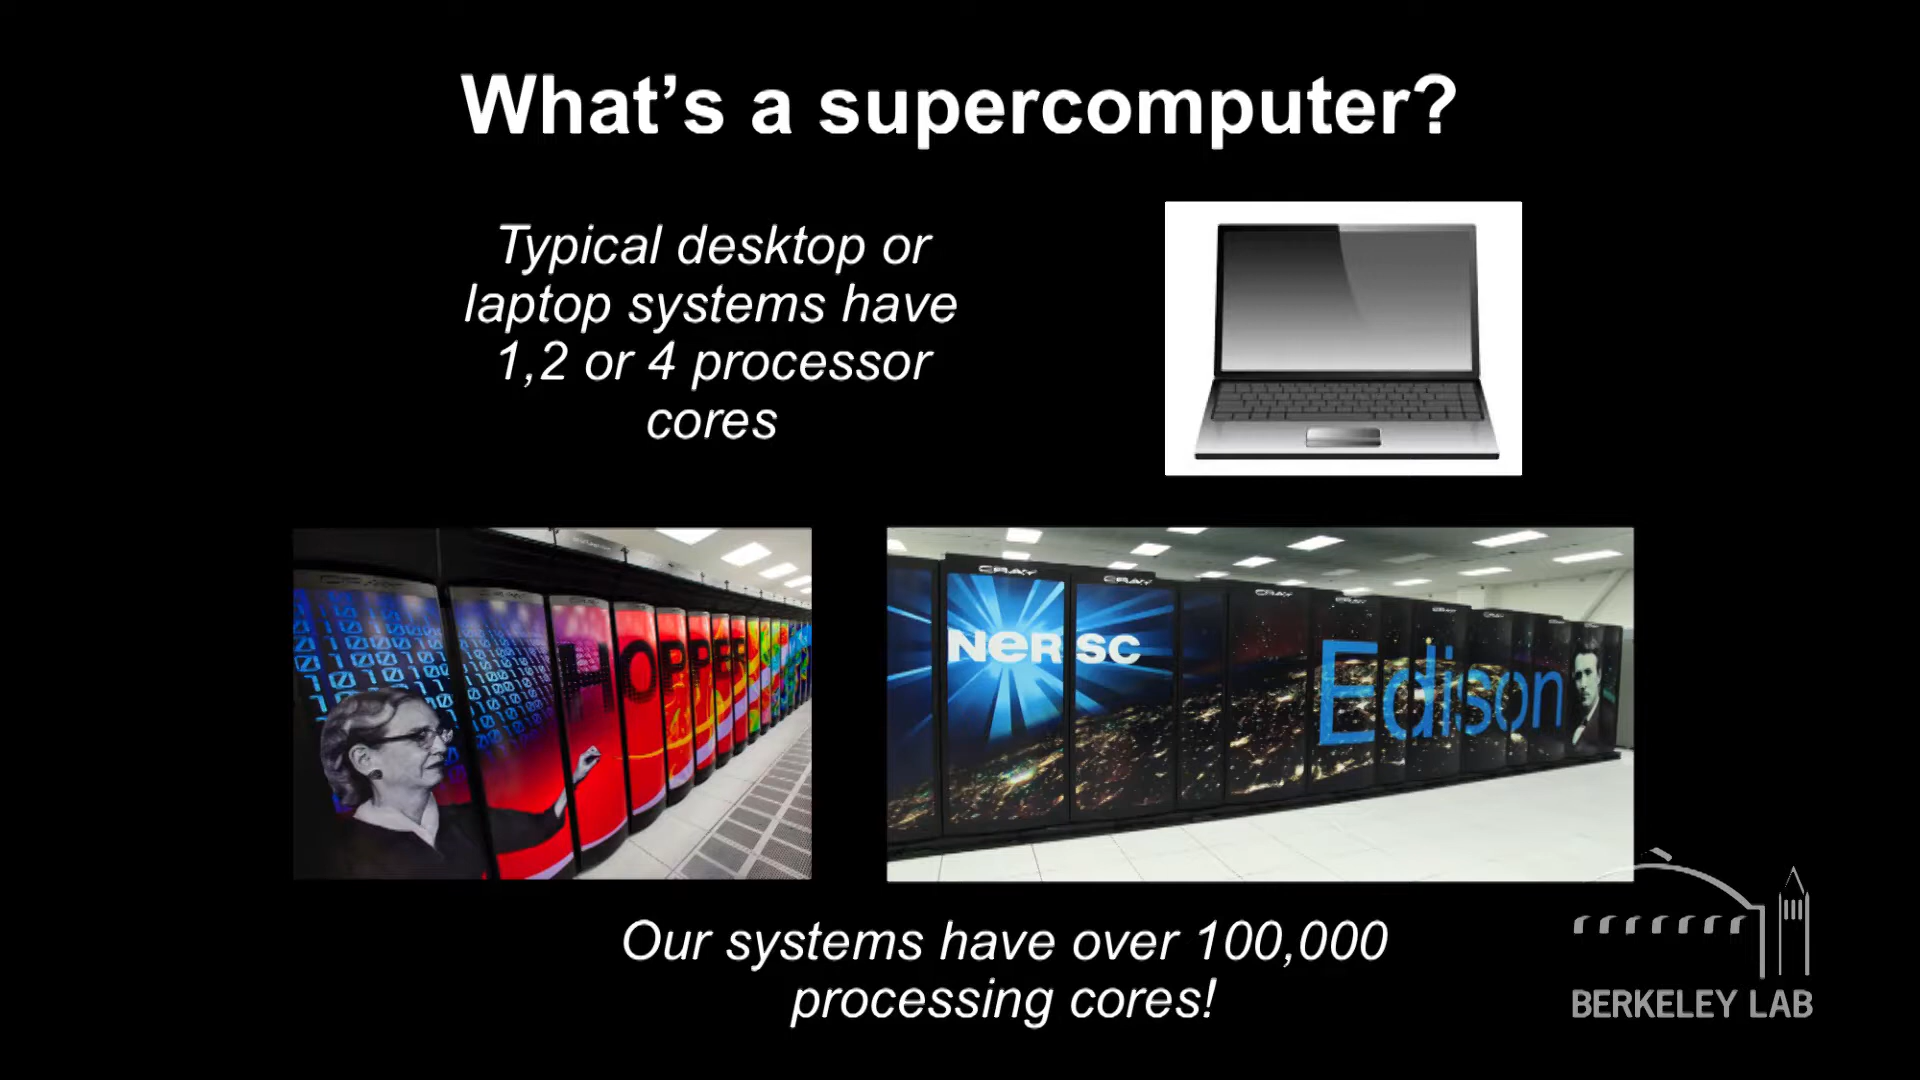 What's a supercomputer?
Typical desktop or
laptop systems have
1,2 or 4 processor
cores
HOPPER
CRAY
CRAY
CRAY
CRAY
CRAY
CRAY
NERSC
Edison
Our systems have over 100,000
processing cores!
BERKELEY LAB